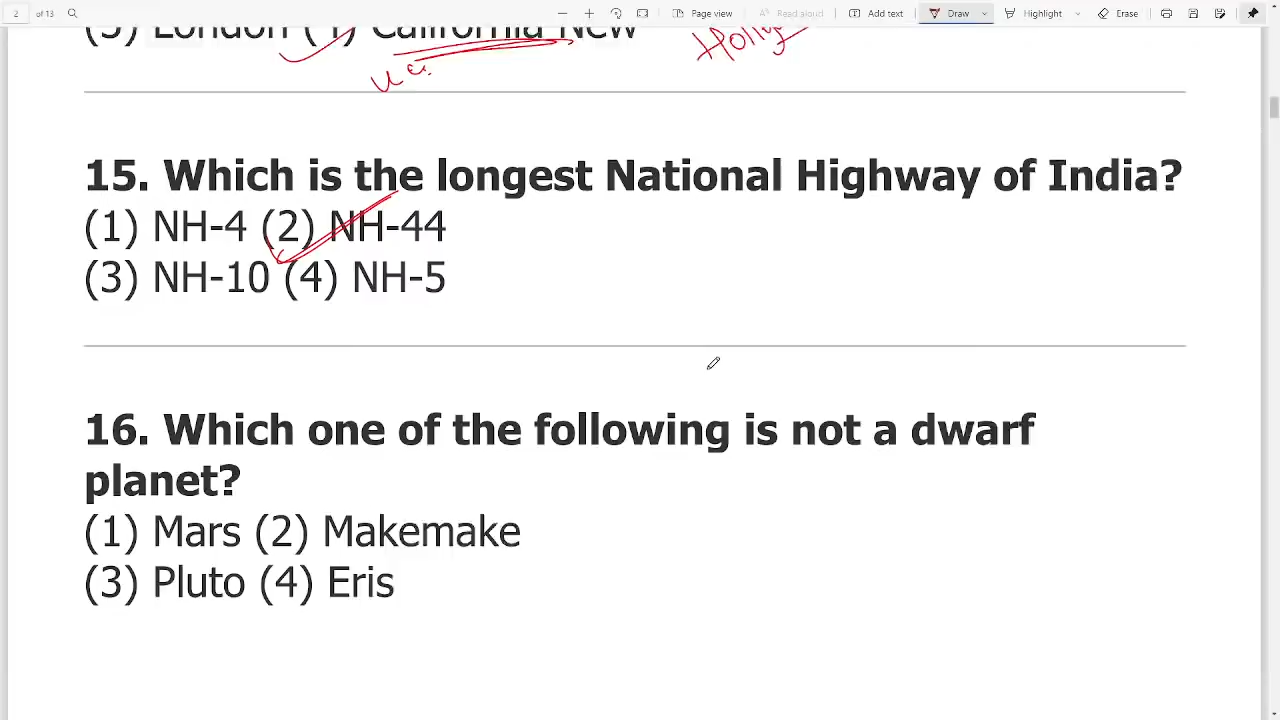 2 of 13 Page view Read aloud Add text Draw Highlight Erase
(3) London (4) California New
15. Which is the longest National Highway of India?
(1) NH-4 (2) NH-44
(3) NH-10 (4) NH-5
16. Which one of the following is not a dwarf
planet?
(1) Mars (2) Makemake
(3) Pluto (4) Eris